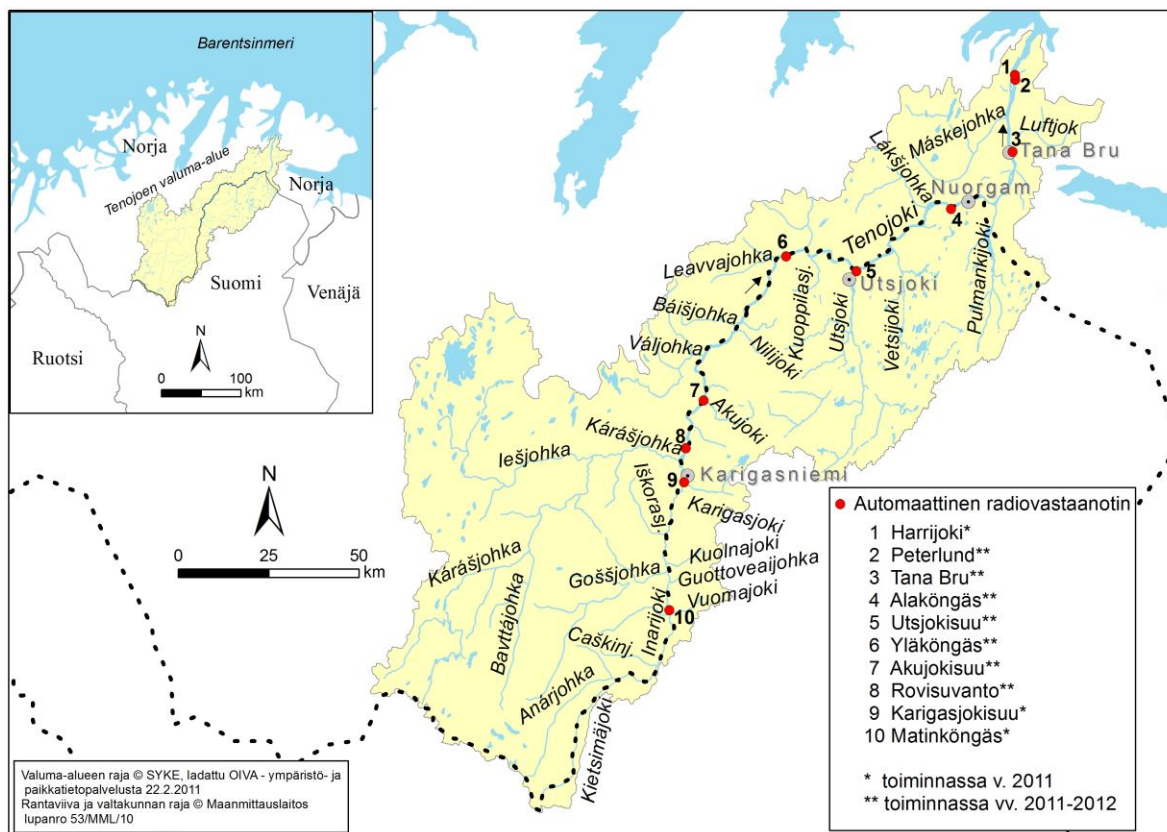 Barentsinmeri
Norja
Tenojoen valuma-alue
Norja
Suomi
Venäjä
Ruotsi
N
0 100
km
1
2
Luftjok
Máskejohka
3
Tana Bru
Lákšjohka
Nuorgam
4
Tenojoki
Pulmankijoki
6
Leavvajohka
5
Utsjoki
Báišjohka
Kuoppilasj.
Utsjoki
Vetsijoki
Váljohka
Nilijoki
7
Akujoki
Kárášjohka
8
Iešjohka
Karigasniemi
9
Iškorasj.
Karigasjoki
N
0 25 50
km
Kárášjohka
Kuolnajoki
Goššjohka
Guottoveaijohka
Vuomajoki
Bavttájohka
Inarijoki
10
Caškinj.
Anárjohka
Kietsimäjoki
Automaattinen radiovastaanotin
1 Harrijoki*
2 Peterlund**
3 Tana Bru**
4 Alaköngäs**
5 Utsjokisuu**
6 Yläköngäs**
7 Akujokisuu**
8 Rovisuvanto**
9 Karigasjokisuu*
10 Matinköngäs*
* toiminnassa v. 2011
** toiminnassa vv. 2011-2012
Valuma-alueen raja © SYKE, ladattu OIVA - ympäristö- ja
paikkatietopalvelusta 22.2.2011
Rantaviiva ja valtakunnan raja © Maanmittauslaitos
lupanro 53/MML/10